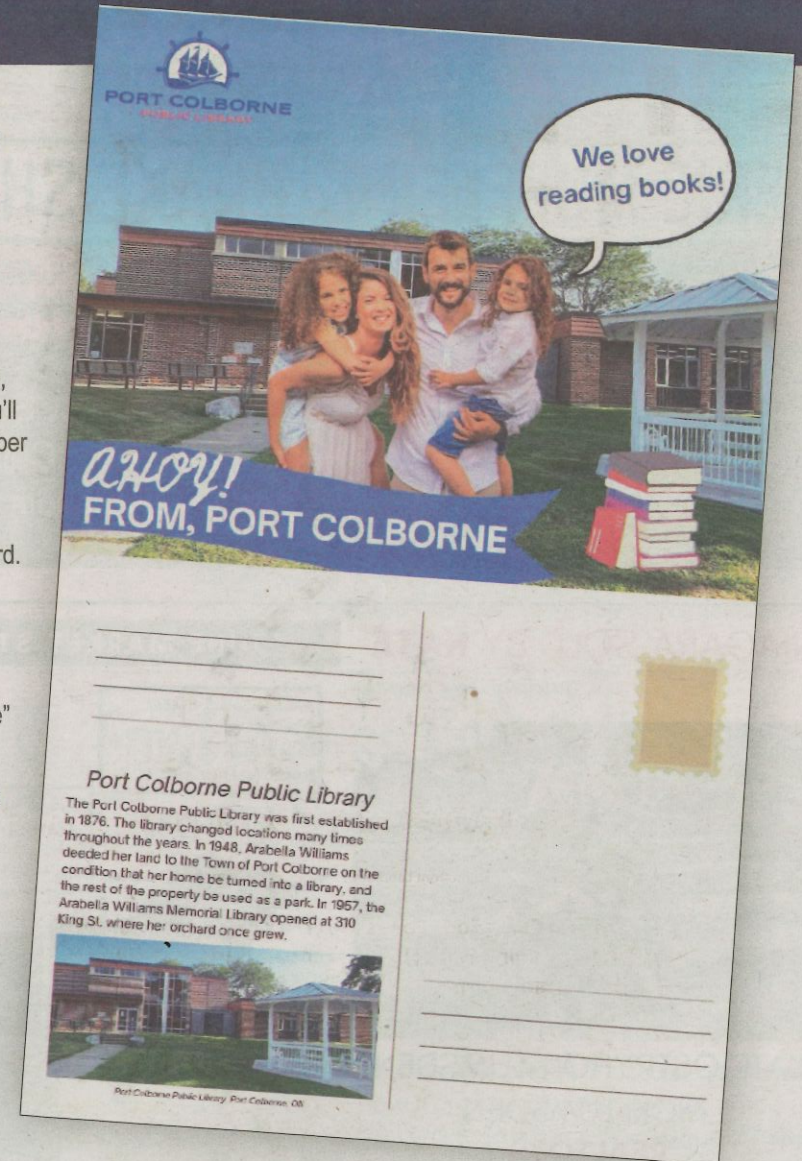 PORT COLBORNE
PUBLIC LIBRARY
We love
reading books!
AHOY!
FROM, PORT COLBORNE
,
'll
per
rd.
e"
Port Colborne Public Library
The Port Colborne Public Library was first established
in 1876. The library changed locations many times
throughout the years. In 1948, Arabella Williams
deeded her land to the Town of Port Colborne on the
condition that her home be turned into a library, and
the rest of the property be used as a park. In 1957, the
Arabella Williams Memorial Library opened at 310
King St, where her orchard once grew.
Port Colborne Public Library, Port Colborne, ON